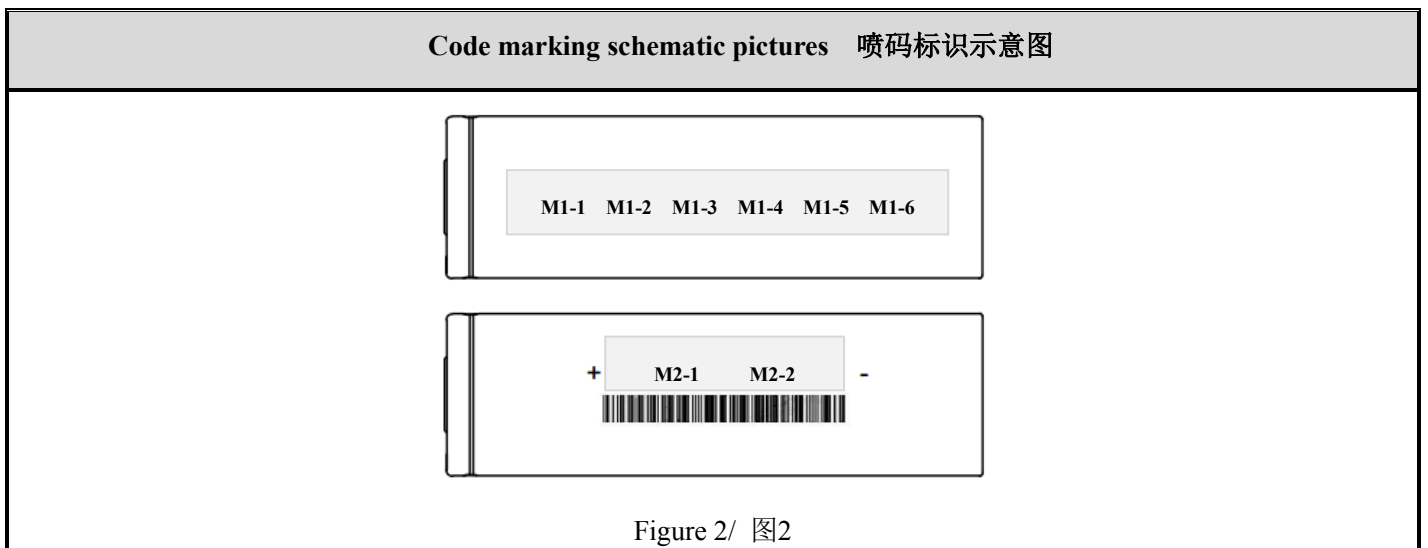 Code marking schematic pictures 喷码标识示意图
M1-1 M1-2 M1-3 M1-4 M1-5 M1-6
+ M2-1 M2-2 -
Figure 2/ 图2